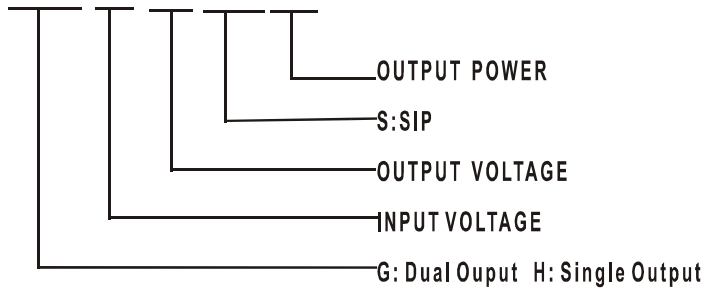 OUTPUT POWER
S:SIP
OUTPUT VOLTAGE
INPUT VOLTAGE
G: Dual Ouput H: Single Output